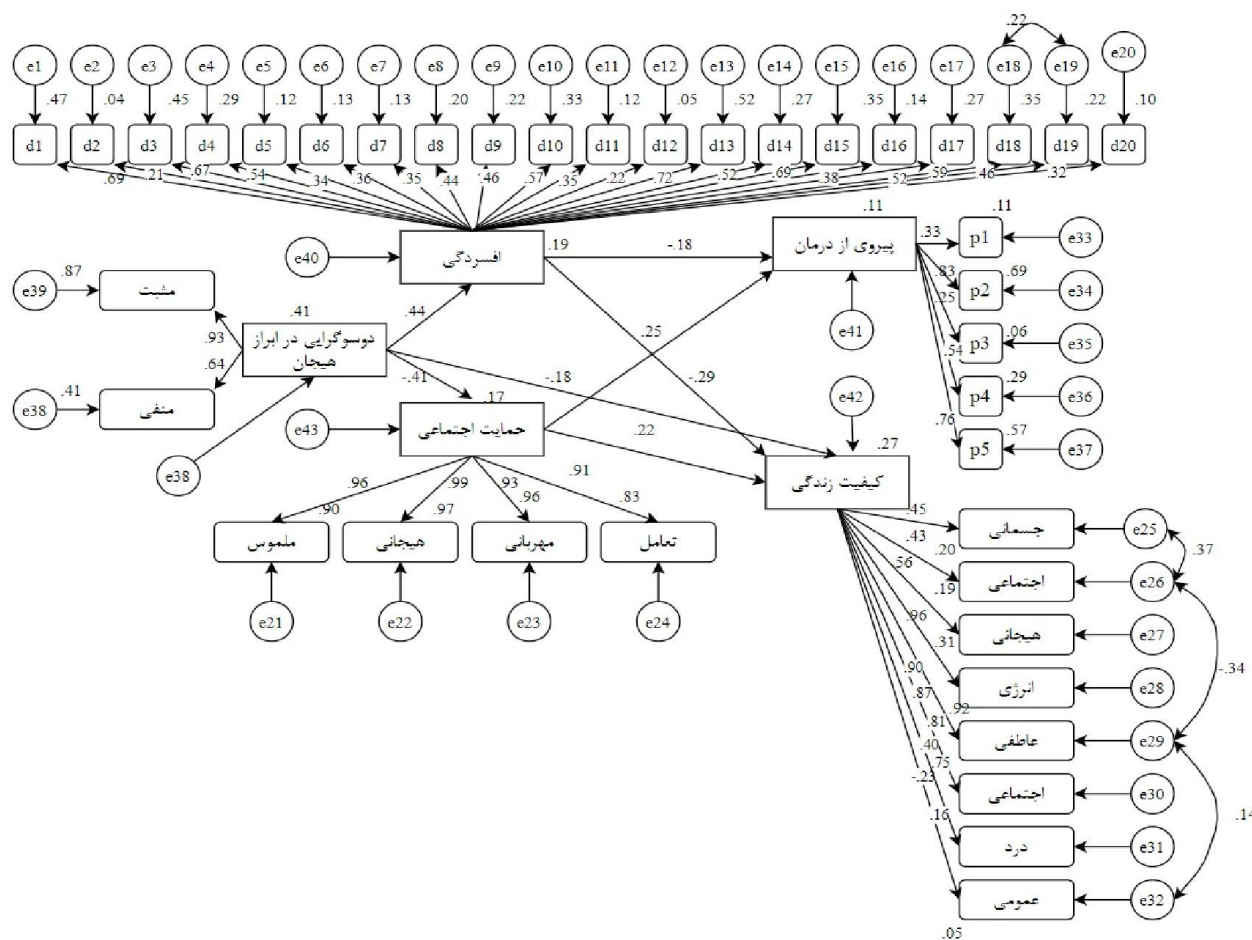 .22
e1 e2 e3 e4 e5 e6 e7 e8 e9 e10 e11 e12 e13 e14 e15 e16 e17 e18 e19 e20
.47 .04 .45 .29 .12 .13 .13 .20 .22 .33 .12 .05 .52 .27 .35 .14 .27 .35 .22 .10
d1 d2 d3 d4 d5 d6 d7 d8 d9 d10 d11 d12 d13 d14 d15 d16 d17 d18 d19 d20
.69 .21 .67 .54 .34 .36 .35 .44 .46 .57 .35 .22 .72 .52 .69 .38 .52 .59 .46 .32
e40
افسردگی
.19
-.18
.11
پیروی از درمان
e41
.33
.83
.25
.54
.76
.11
p1
e33
.69
p2
e34
.06
p3
e35
.29
p4
e36
.57
p5
e37
e39
.87
مثبت
.93
.64
e38
.41
منفی
.41
دوسوگرایی در ابراز
هیجان
e38
.44
-.41
-.18
.25
-.29
.22
.17
e43
حمایت اجتماعی
.96
.90
.99
.97
.93
.96
.91
.83
ملموس
هیجانی
مهربانی
تعامل
e21
e22
e23
e24
e42
.27
کیفیت زندگی
.45
.43
.20
.56
.19
.96
.31
.90
.92
.87
.81
.40
.75
-.23
.16
.05
جسمانی
e25
.37
اجتماعی
e26
هیجانی
e27
-.34
انرژی
e28
عاطفی
e29
اجتماعی
e30
.14
درد
e31
عمومی
e32